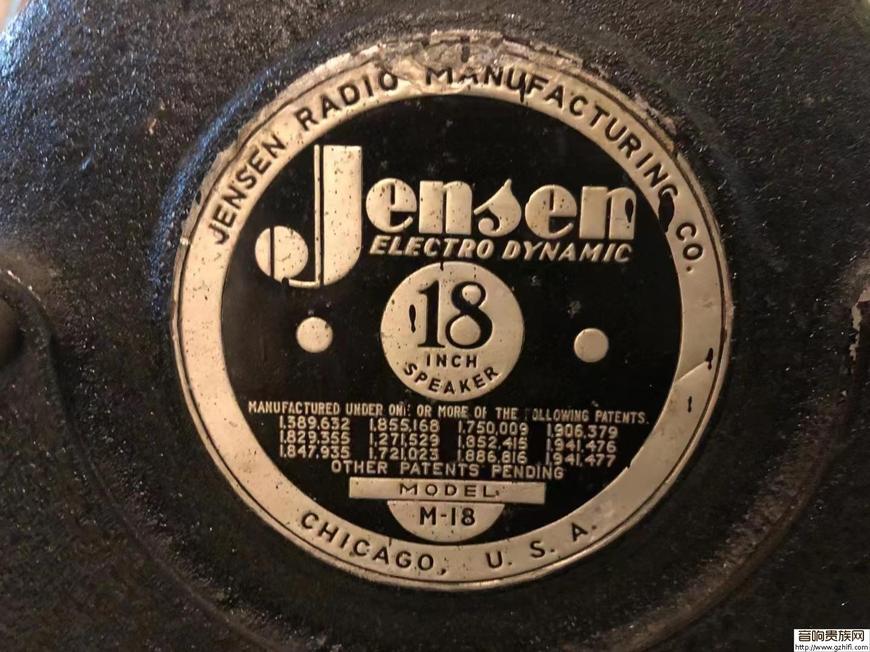 JENSEN RADIO MANUFACTURING CO.
Jensen
ELECTRO DYNAMIC
18
INCH
SPEAKER
MANUFACTURED UNDER ONE OR MORE OF THE FOLLOWING PATENTS.
1,389,632 1,855,168 1,750,009 1,906,379
1,829,355 1,271,529 1,852,415 1,941,476
1,847,935 1,721,023 1,886,816 1,941,477
OTHER PATENTS PENDING
MODEL
M-18
CHICAGO, U. S. A.
音响贵族网
http://www.gzhifi.com